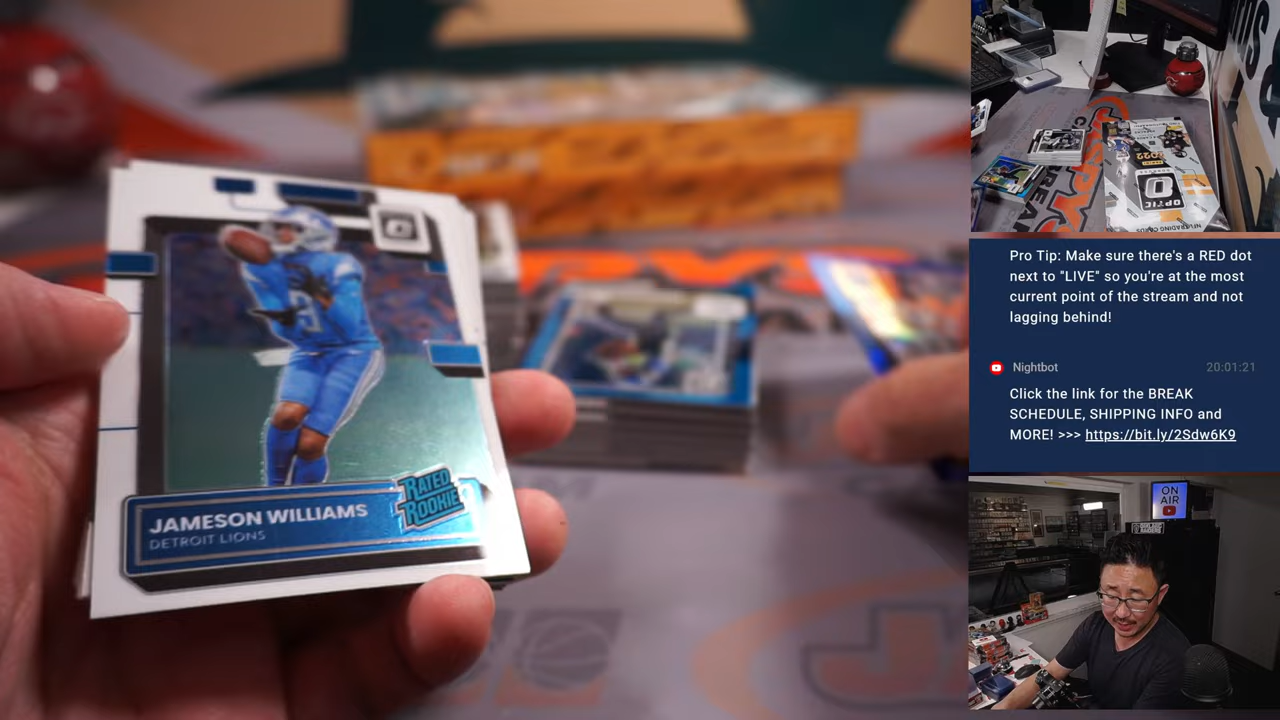 JAMESON WILLIAMS
DETROIT LIONS
RATED
ROOKIE
OPTIC
2022
Pro Tip: Make sure there's a RED dot
next to "LIVE" so you're at the most
current point of the stream and not
lagging behind!
Nightbot 20:01:21
Click the link for the BREAK
SCHEDULE, SHIPPING INFO and
MORE! >>> https://bit.ly/2Sdw6K9
ON
AIR